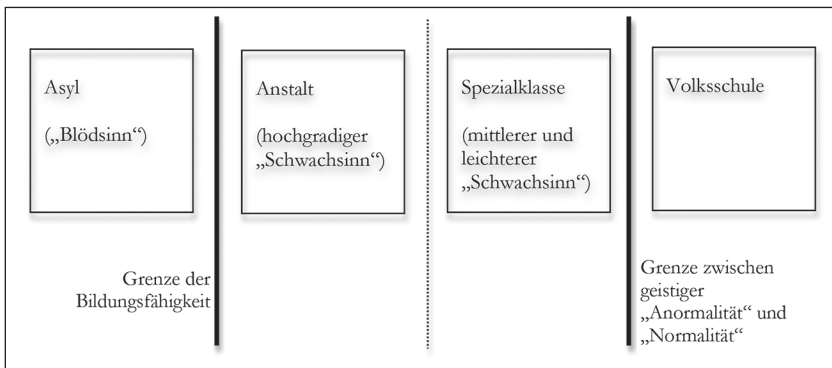 Asyl
(„Blödsinn“)
Anstalt
(hochgradiger
„Schwachsinn“)
Spezialklasse
(mittlerer und
leichterer
„Schwachsinn“)
Volksschule
Grenze der
Bildungsfähigkeit
Grenze zwischen
geistiger
„Anormalität“ und
„Normalität“